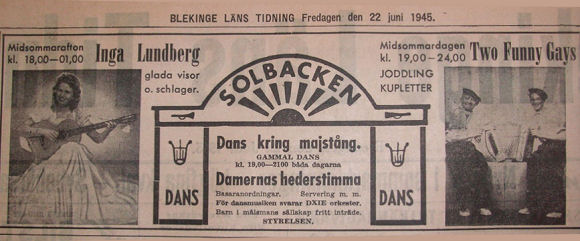 BLEKINGE LÄNS TIDNING Fredagen den 22 juni 1945.
Midsommarafton
kl. 18,00—01,00
Inga Lundberg
glada visor
o. schlager.
SOLBACKEN
DANS
Dans kring majstång.
GAMMAL DANS
kl. 19,00—2100 båda dagarna
Damernas hederstimma
Basaranordningar. Servering m. m.
För dansmusiken svarar DXIE orkester.
Barn i målsmans sällskap fritt inträde.
STYRELSEN.
DANS
Midsommardagen
kl. 19,00—24,00
Two Funny Gays
JODDLING
KUPLETTER